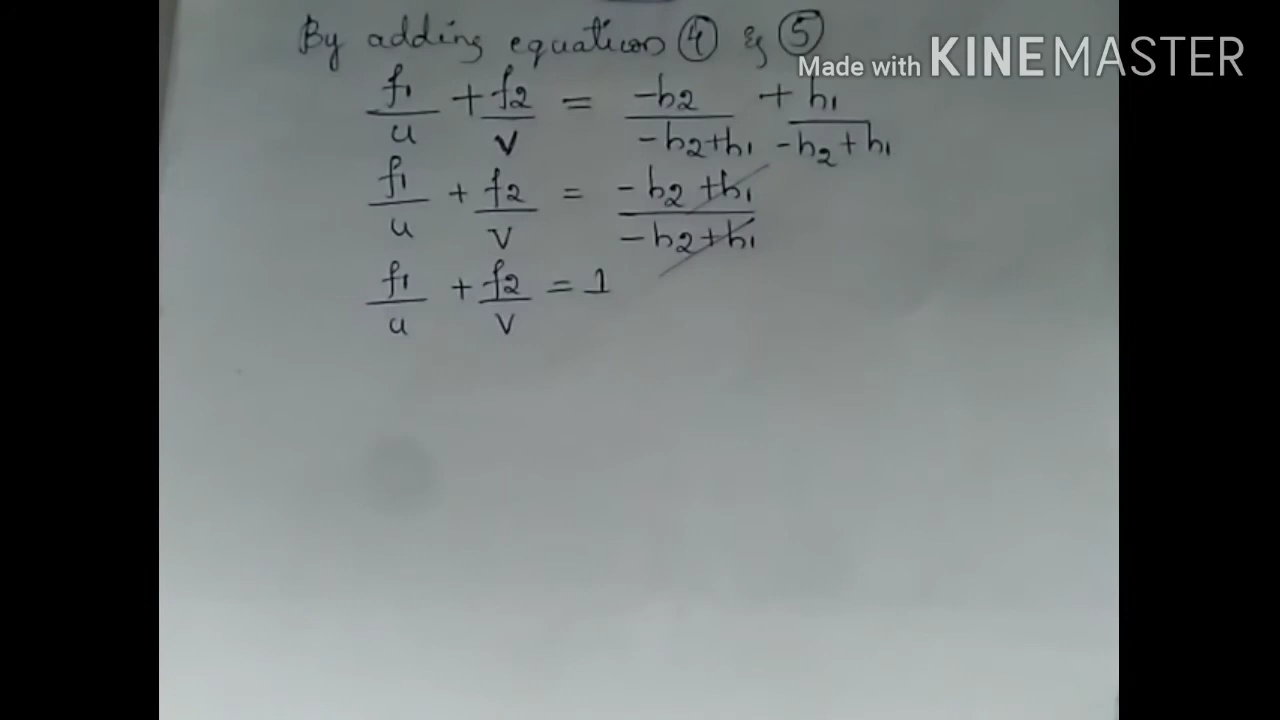 By adding equations ④ & ⑤
Made with KINEMASTER
f₁/u + f₂/v = -h₂/-h₂+h₁ + h₁/-h₂+h₁
f₁/u + f₂/v = -h₂+h₁/-h₂+h₁
f₁/u + f₂/v = 1